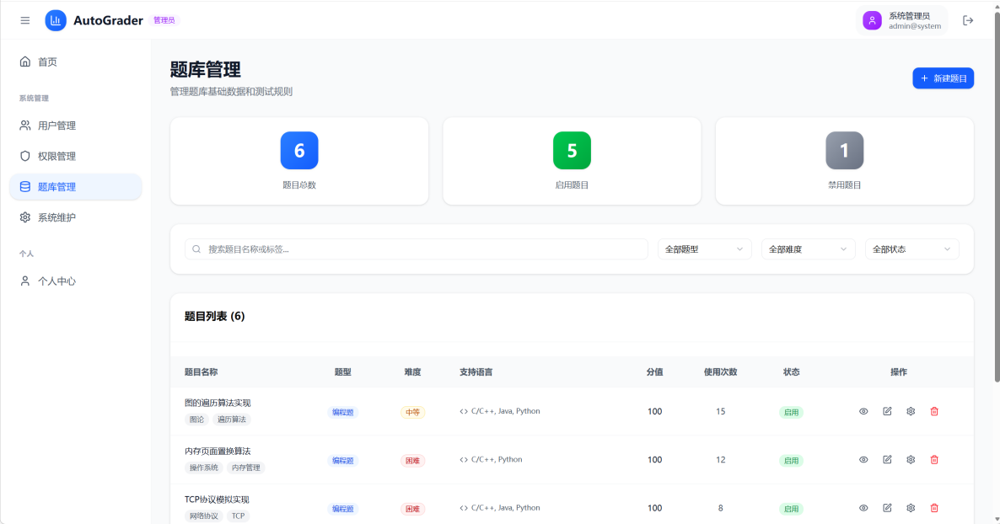 AutoGrader 管理员
系统管理员
admin@system
首页
系统管理
用户管理
权限管理
题库管理
系统维护
个人
个人中心
题库管理
管理题库基础数据和测试规则
+ 新建题目
6
题目总数
5
启用题目
1
禁用题目
搜索题目名称或标签...
全部题型
全部难度
全部状态
题目列表 (6)
题目名称 题型 难度 支持语言 分值 使用次数 状态 操作
图的遍历算法实现
图论 遍历算法
编程题 中等 <> C/C++, Java, Python 100 15 启用
内存页面置换算法
操作系统 内存管理
编程题 困难 <> C/C++, Python 100 12 启用
TCP协议模拟实现
网络协议 TCP
编程题 困难 <> C/C++, Java, Python 100 8 启用